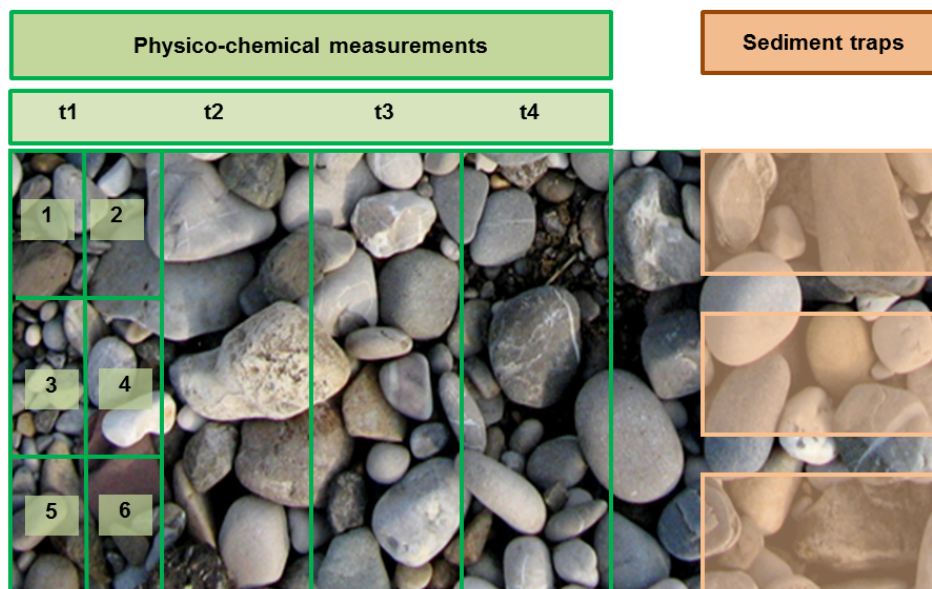 Physico-chemical measurements
Sediment traps
t1 t2 t3 t4
1 2
3 4
5 6